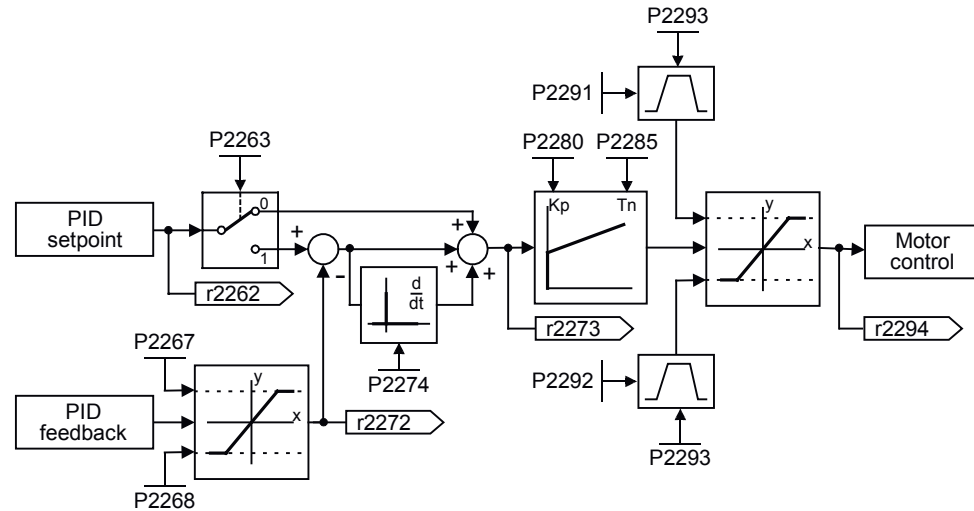 P2293
P2291
P2263
P2280
P2285
PID
setpoint
0
1
+
-
+
+
+
Kp
Tn
y
x
Motor
control
d
dt
r2262
r2273
r2294
P2267
P2274
P2292
PID
feedback
y
x
r2272
P2293
P2268